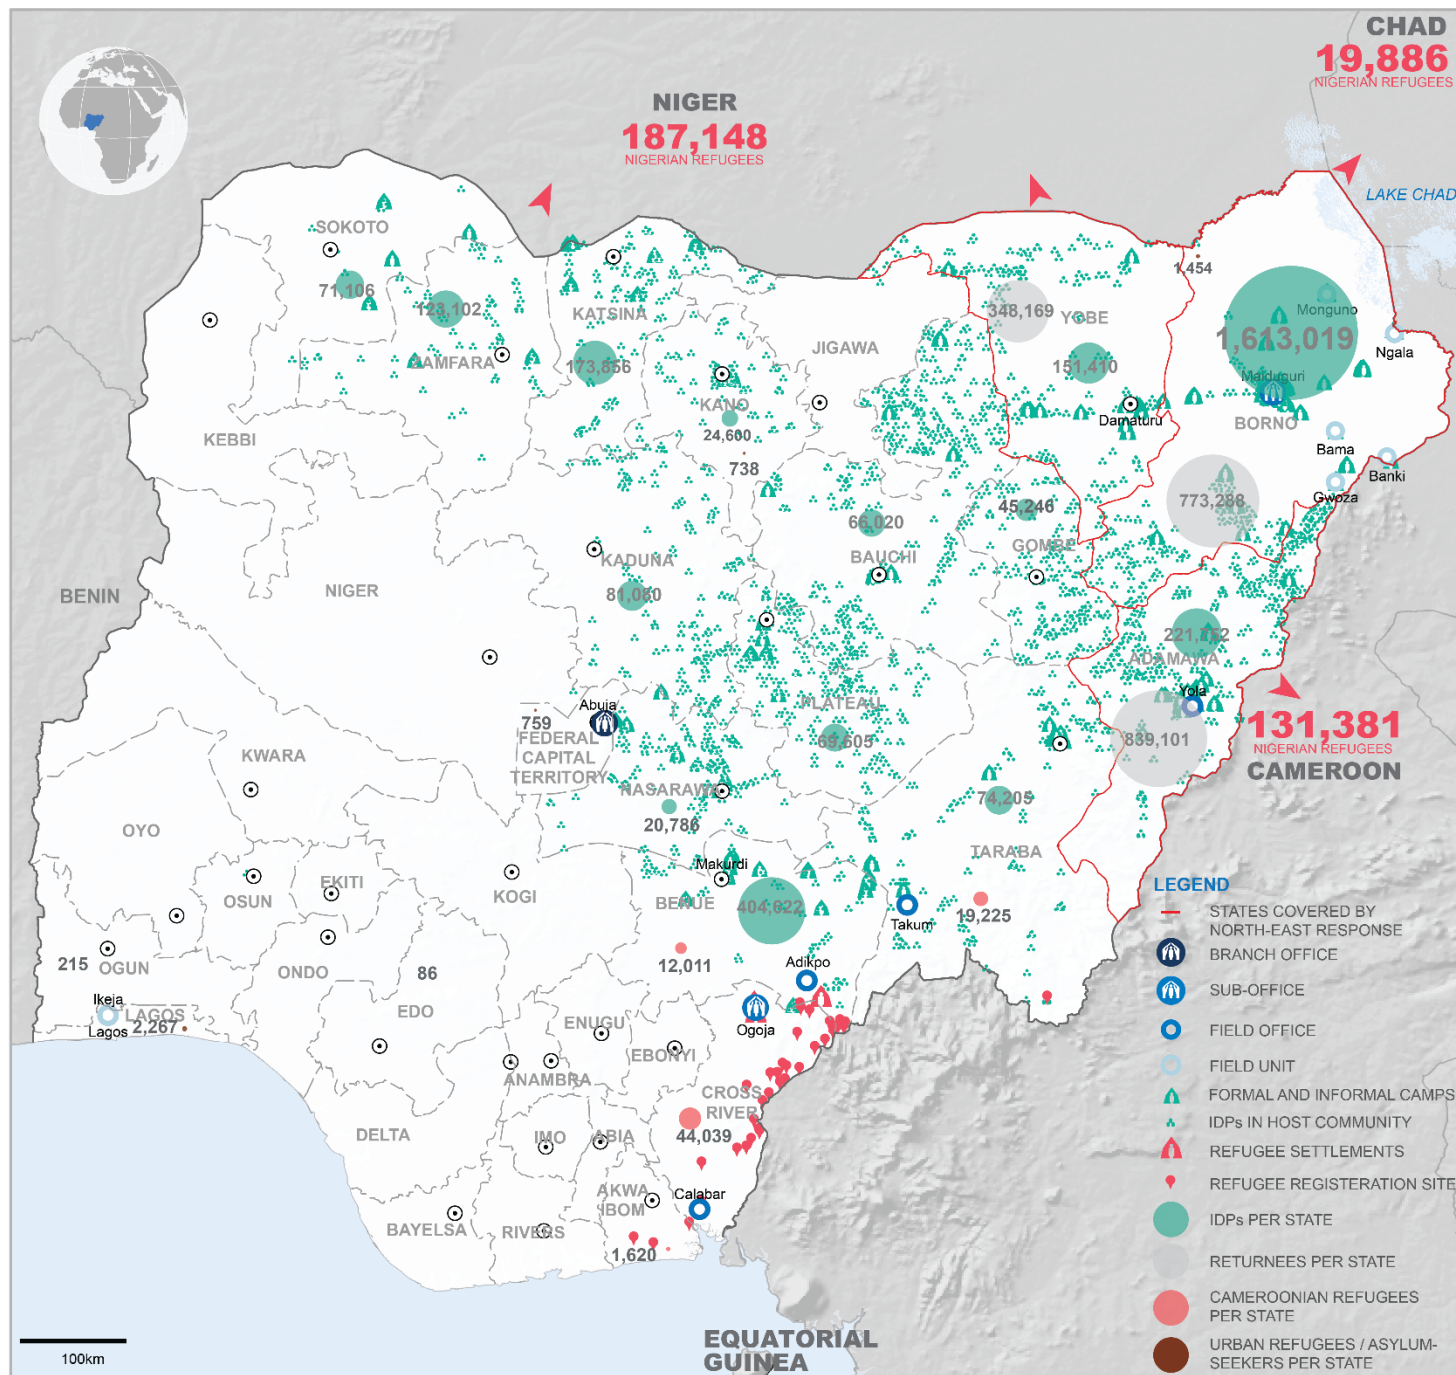 CHAD
19,886
NIGERIAN REFUGEES
NIGER
187,148
NIGERIAN REFUGEES
LAKE CHAD
SOKOTO
71,106
123,102
ZAMFARA
KATSINA
173,856
KANO
24,600
738
JIGAWA
348,169
YOBE
151,410
Damaturu
1,454
Monguno
1,613,019
Ngala
Maiduguri
BORNO
Bama
Banki
Gwoza
773,288
KEBBI
BENIN
NIGER
KADUNA
81,080
66,020
BAUCHI
45,246
GOMBE
221,752
ADAMAWA
Yola
839,101
131,381
NIGERIAN REFUGEES
CAMEROON
Abuja
759
FEDERAL
CAPITAL
TERRITORY
PLATEAU
69,605
NASARAWA
20,786
74,205
TARABA
KWARA
OYO
OSUN
EKITI
KOGI
Makurdi
BENUE
404,622
Takum
19,225
12,011
Adikpo
215
OGUN
ONDO
86
EDO
Ikeja
LAGOS
Lagos
2,267
ENUGU
EBONYI
Ogoja
ANAMBRA
CROSS
RIVER
44,039
DELTA
IMO
ABIA
AKWA
IBOM
Calabar
BAYELSA
RIVERS
1,620
EQUATORIAL
GUINEA
100km
LEGEND
STATES COVERED BY
NORTH-EAST RESPONSE
BRANCH OFFICE
SUB-OFFICE
FIELD OFFICE
FIELD UNIT
FORMAL AND INFORMAL CAMPS
IDPs IN HOST COMMUNITY
REFUGEE SETTLEMENTS
REFUGEE REGISTERATION SITE
IDPs PER STATE
RETURNEES PER STATE
CAMEROONIAN REFUGEES
PER STATE
URBAN REFUGEES / ASYLUM-
SEEKERS PER STATE